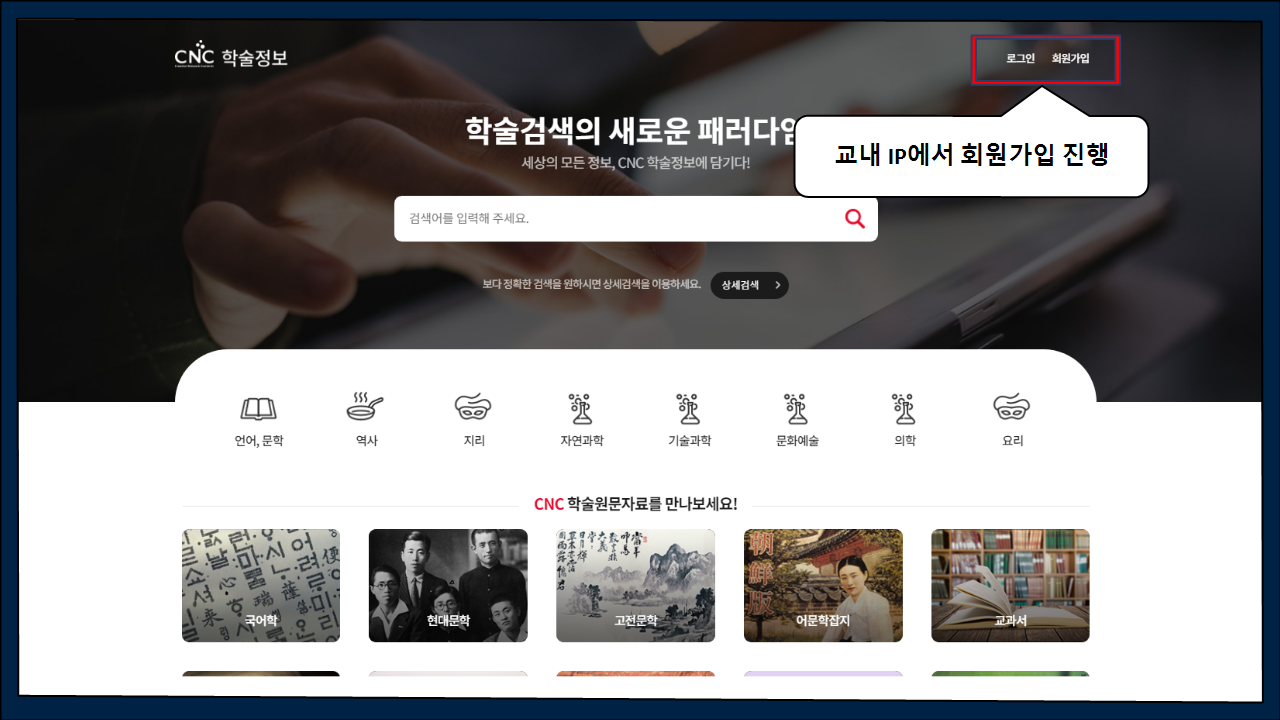 CNC 학술정보
로그인 회원가입
학술검색의 새로운 패러다임
교내 IP에서 회원가입 진행
세상의 모든 정보, CNC 학술정보에 담기다!
검색어를 입력해 주세요.
보다 정확한 검색을 원하시면 상세검색을 이용하세요. 상세검색
언어, 문학 역사 지리 자연과학 기술과학 문화예술 의학 요리
CNC 학술원문자료를 만나보세요!
朝鮮版
국어학 현대문학 고전문학 어문학잡지 교과서